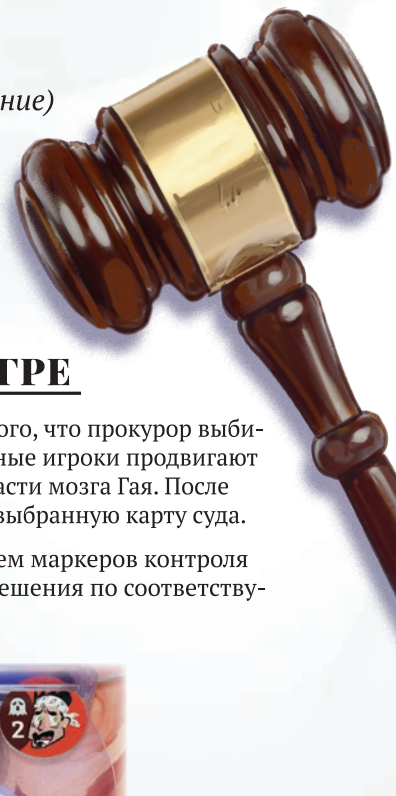 ние)
ТРЕ
ого, что прокурор выби-
ные игроки продвигают
асти мозга Гая. После
выбранную карту суда.
ем маркеров контроля
ешения по соответству-
2